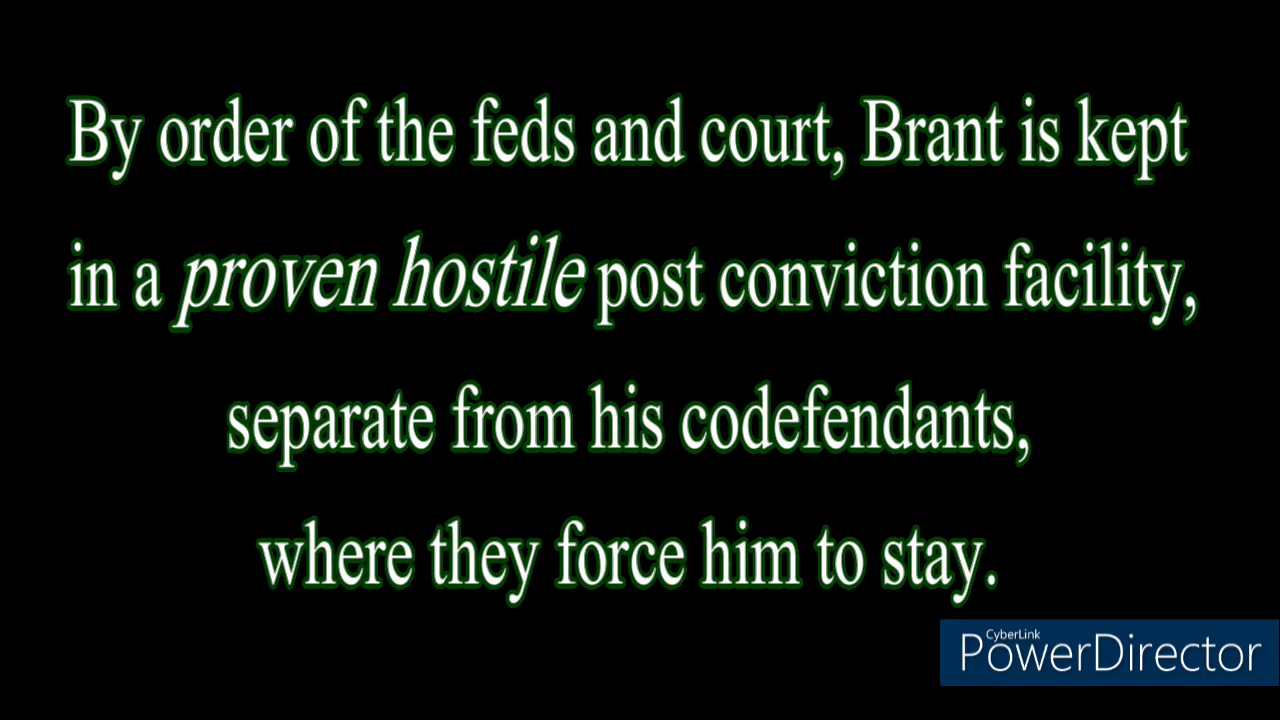 By order of the feds and court, Brant is kept
in a proven hostile post conviction facility,
separate from his codefendants,
where they force him to stay.
CyberLink
PowerDirector